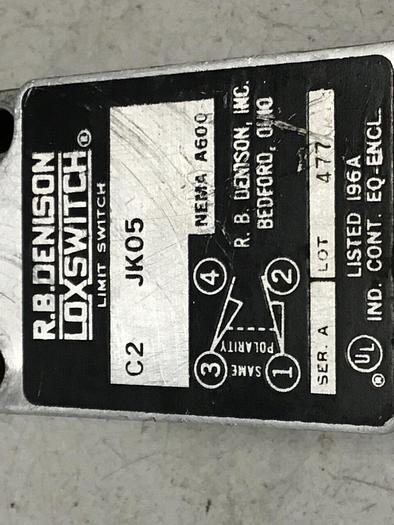 R.B.DENISON
LOXSWITCH®
LIMIT SWITCH
C2 JK05
NEMA A600
R. B. DENISON, INC.
BEDFORD, OHIO
3 4
SAME
POLARITY
1 2
SER. A LOT 477
UL ® LISTED 196A
IND. CONT. EQ-ENCL.